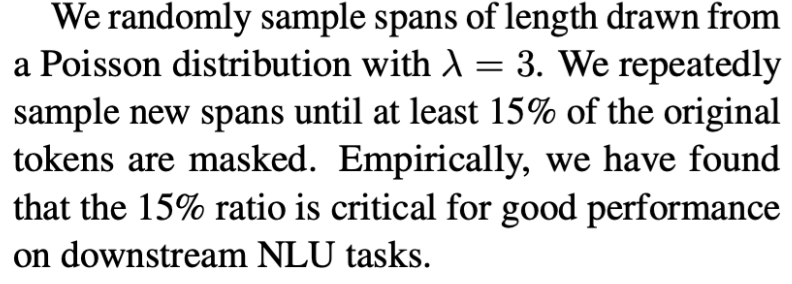 We randomly sample spans of length drawn from
a Poisson distribution with λ = 3. We repeatedly
sample new spans until at least 15% of the original
tokens are masked. Empirically, we have found
that the 15% ratio is critical for good performance
on downstream NLU tasks.